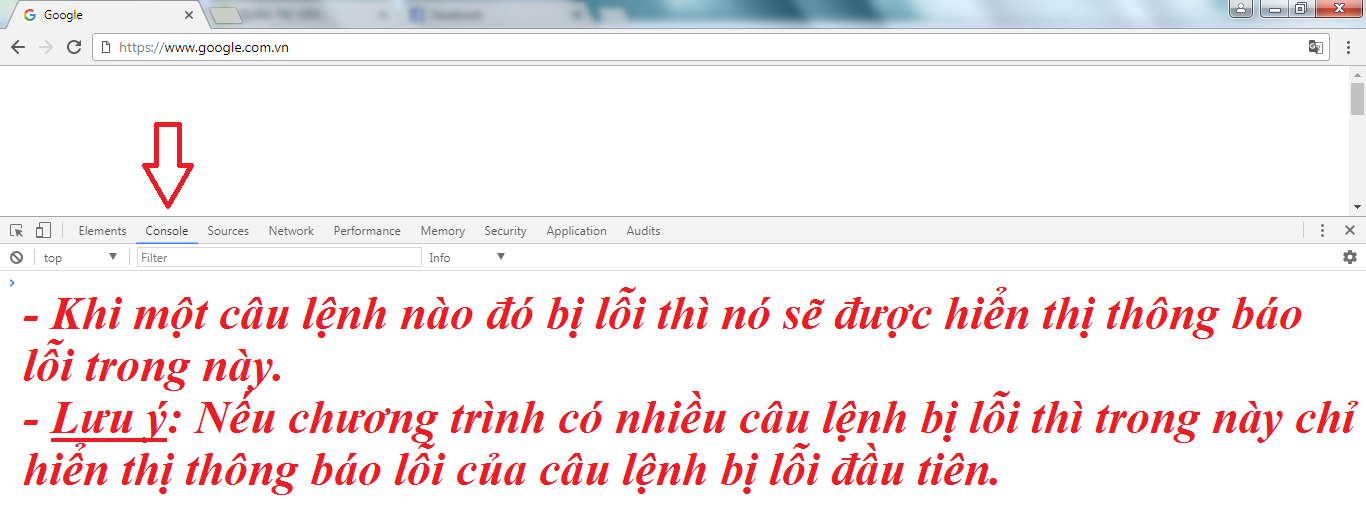 Google
Facebook
https://www.google.com.vn
Elements Console Sources Network Performance Memory Security Application Audits
top Filter Info
- Khi một câu lệnh nào đó bị lỗi thì nó sẽ được hiển thị thông báo
lỗi trong này.
- Lưu ý: Nếu chương trình có nhiều câu lệnh bị lỗi thì trong này chỉ
hiển thị thông báo lỗi của câu lệnh bị lỗi đầu tiên.